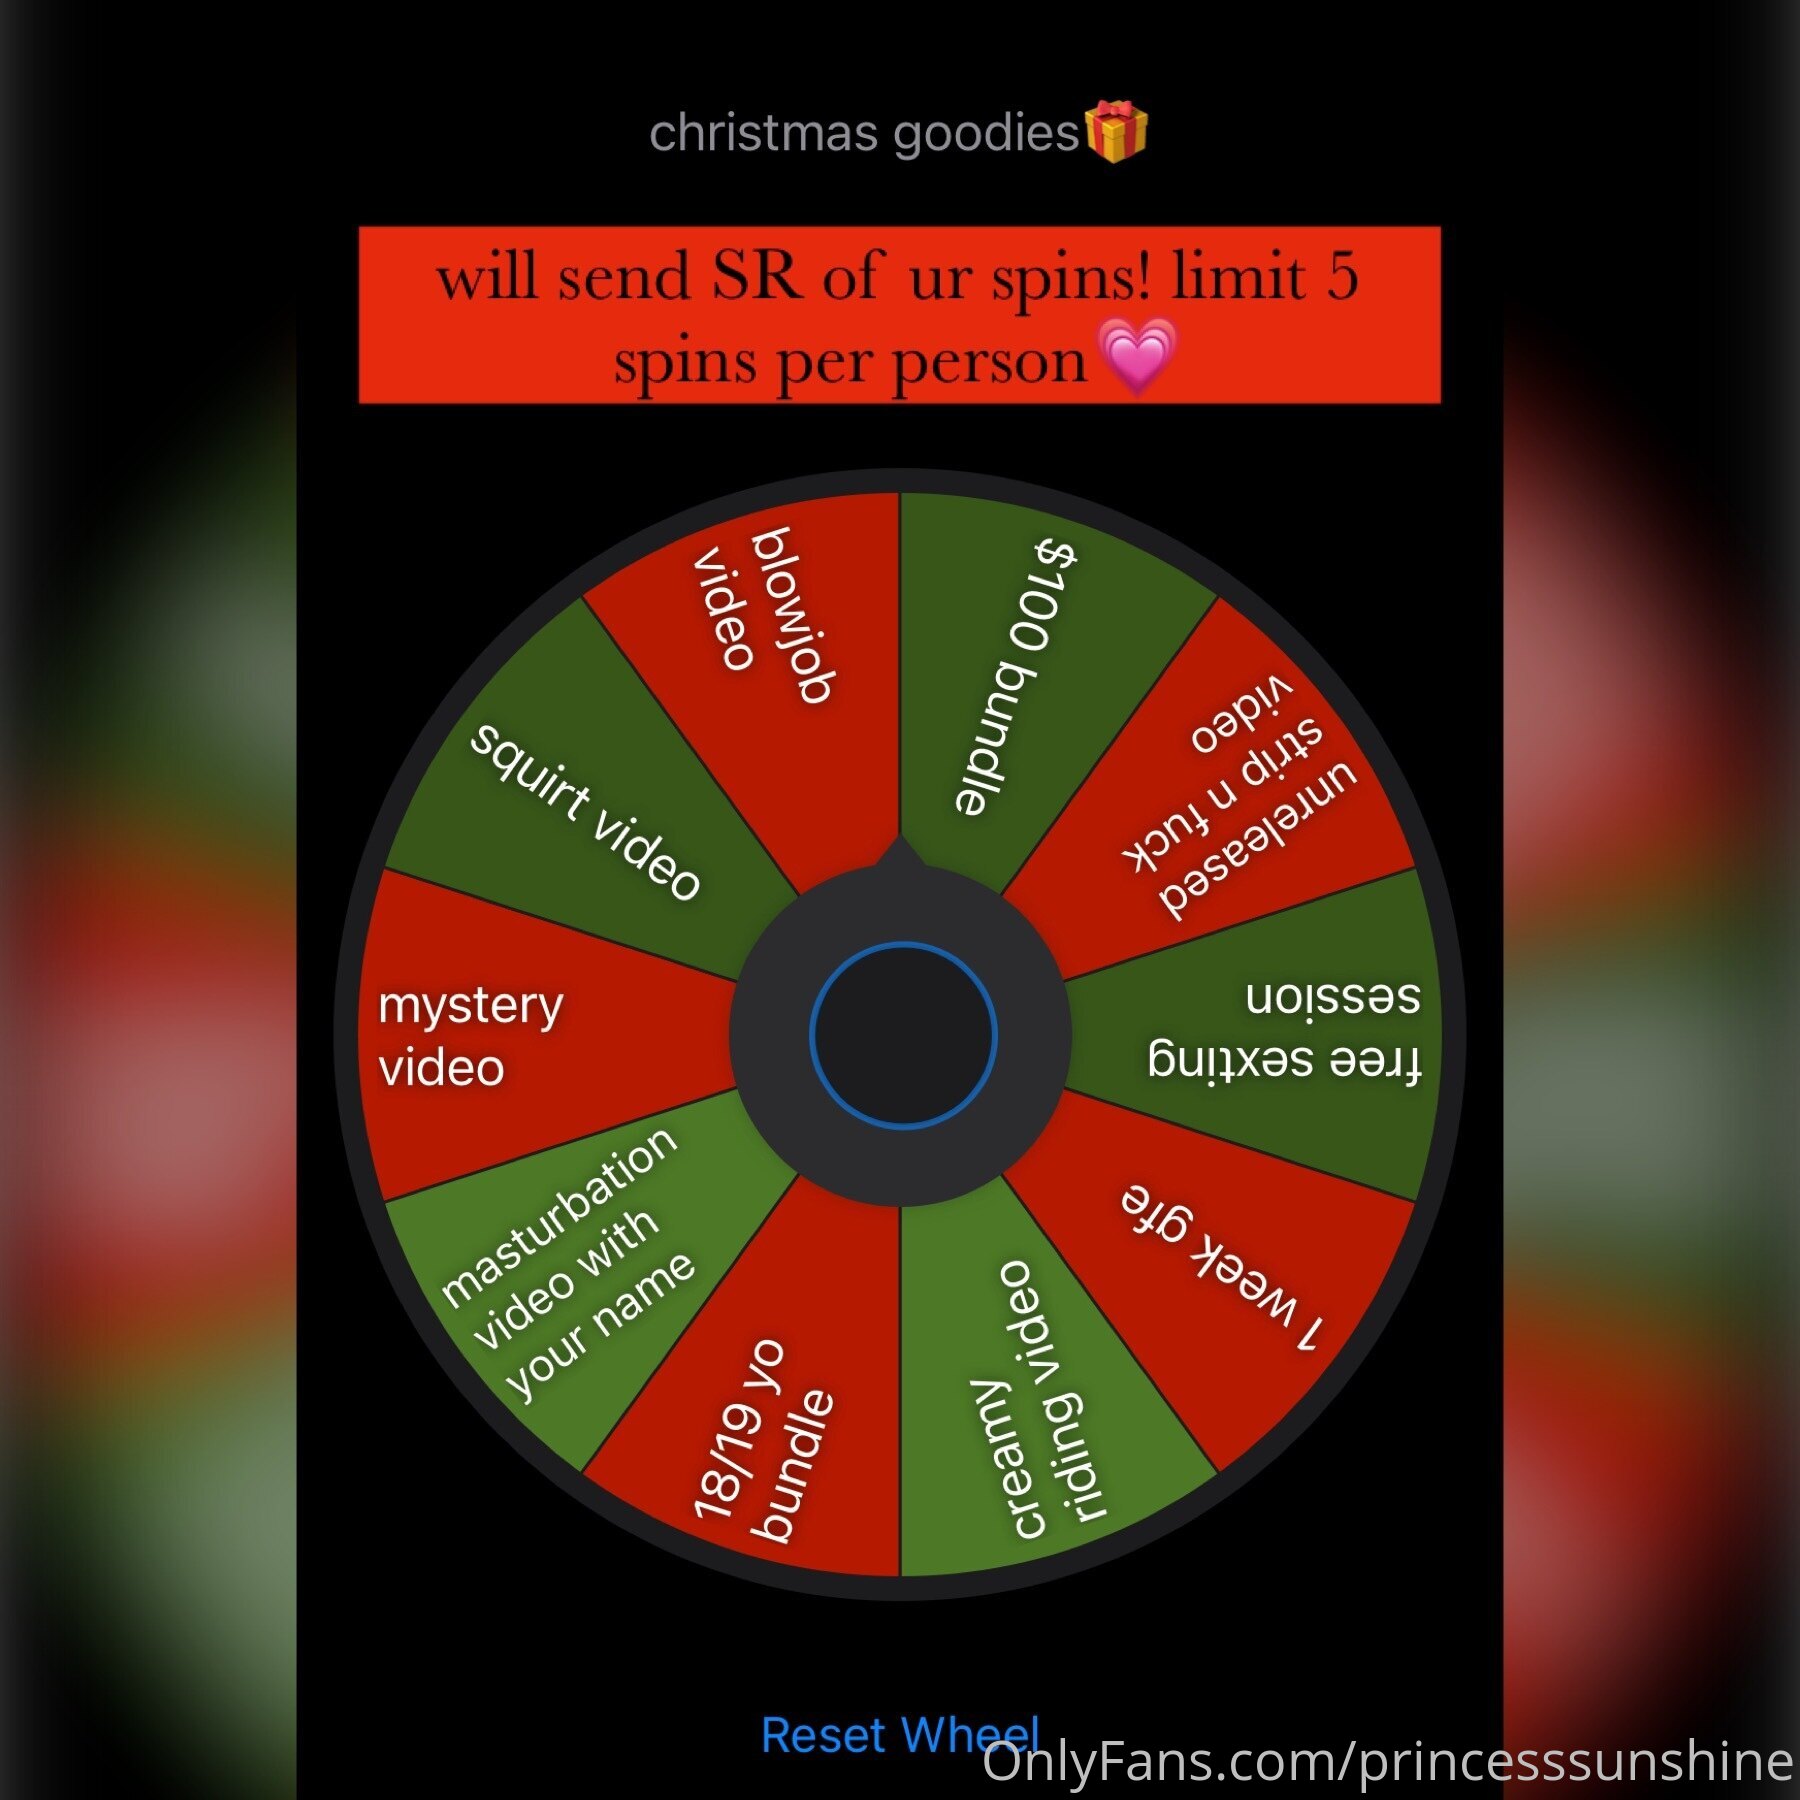 christmas goodies🎁
will send SR of ur spins! limit 5
spins per person💗
$100 bundle
unreleased
strip n fuck
video
free sexting
session
1 week gfe
creamy
riding video
18/19 yo
bundle
masturbation
video with
your name
mystery
video
squirt video
blowjob
video
Reset Wheel
OnlyFans.com/princesssunshine